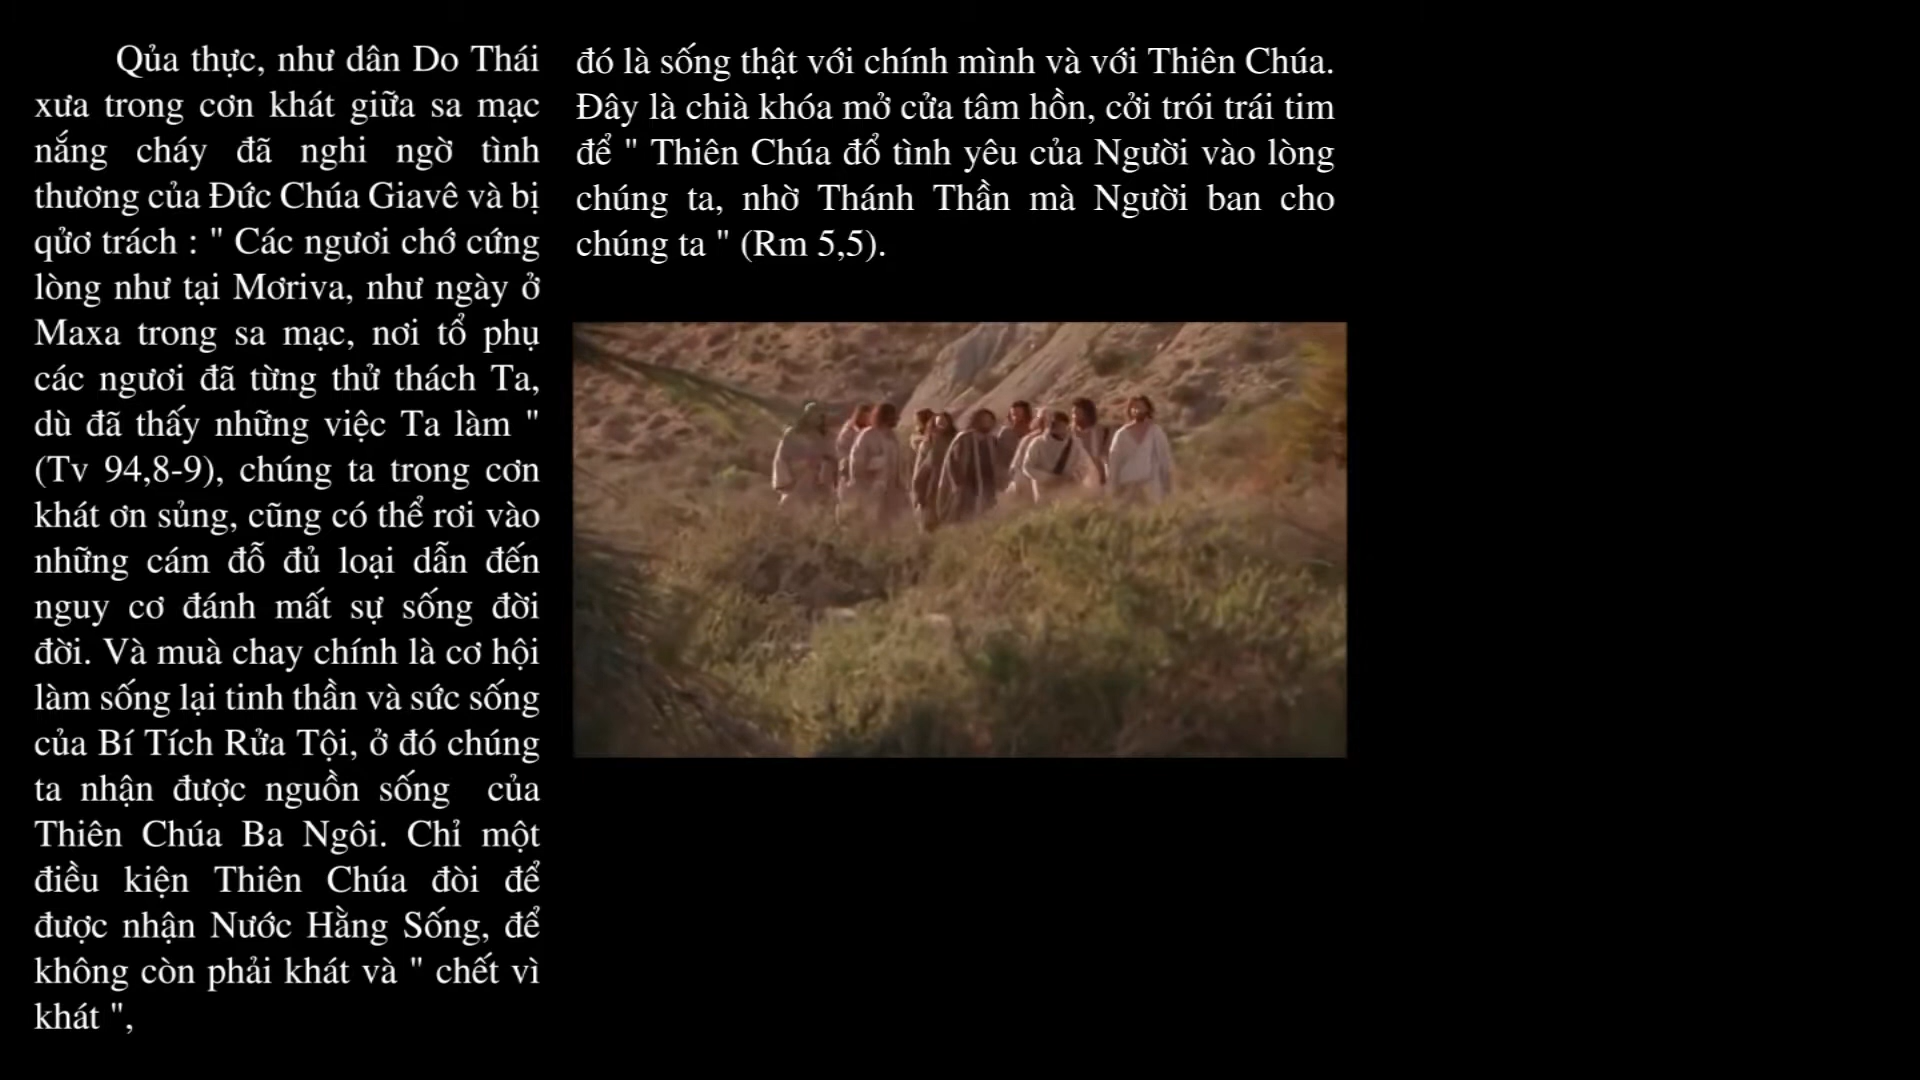 Qủa thực, như dân Do Thái
xưa trong cơn khát giữa sa mạc
nắng cháy đã nghi ngờ tình
thương của Đức Chúa Giavê và bị
qửơ trách : " Các ngươi chớ cứng
lòng như tại Mơriva, như ngày ở
Maxa trong sa mạc, nơi tổ phụ
các ngươi đã từng thử thách Ta,
dù đã thấy những việc Ta làm "
(Tv 94,8-9), chúng ta trong cơn
khát ơn sủng, cũng có thể rơi vào
những cám đỗ đủ loại dẫn đến
nguy cơ đánh mất sự sống đời
đời. Và muà chay chính là cơ hội
làm sống lại tinh thần và sức sống
của Bí Tích Rửa Tội, ở đó chúng
ta nhận được nguồn sống của
Thiên Chúa Ba Ngôi. Chỉ một
điều kiện Thiên Chúa đòi để
được nhận Nước Hằng Sống, để
không còn phải khát và " chết vì
khát ",
đó là sống thật với chính mình và với Thiên Chúa.
Đây là chià khóa mở cửa tâm hồn, cởi trói trái tim
để " Thiên Chúa đổ tình yêu của Người vào lòng
chúng ta, nhờ Thánh Thần mà Người ban cho
chúng ta " (Rm 5,5).